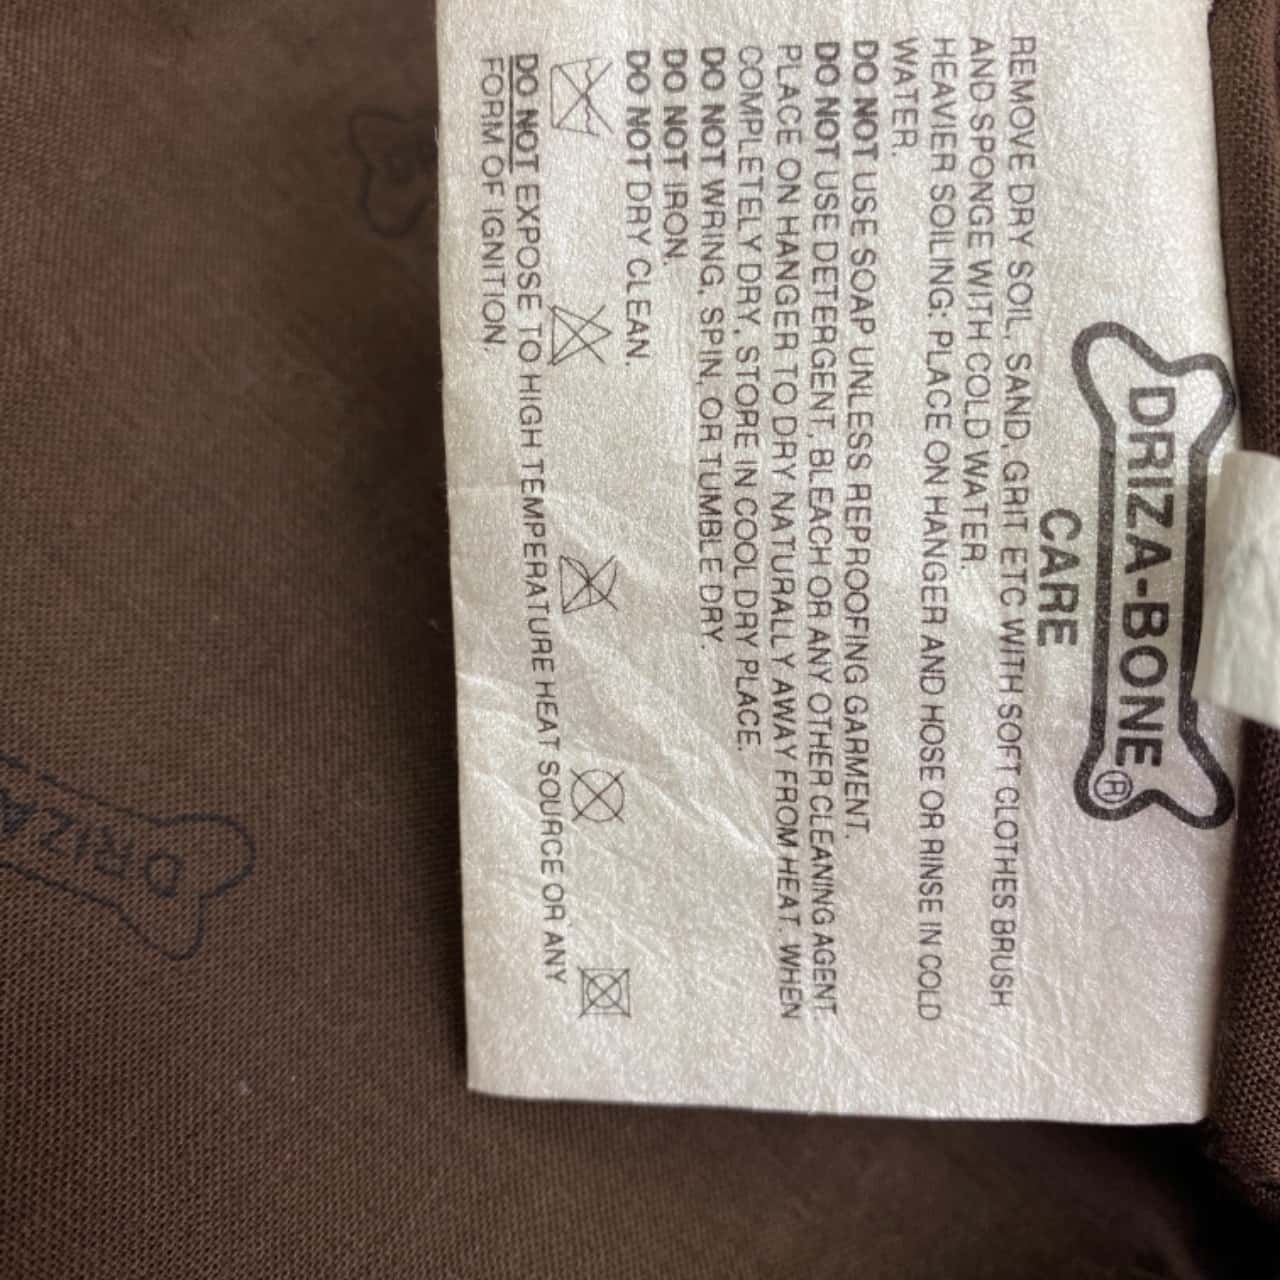 DRIZA-BONE®
CARE
REMOVE DRY SOIL, SAND, GRIT ETC WITH SOFT CLOTHES BRUSH
AND SPONGE WITH COLD WATER.
HEAVIER SOILING: PLACE ON HANGER AND HOSE OR RINSE IN COLD
WATER.
DO NOT USE SOAP UNLESS REPROOFING GARMENT.
DO NOT USE DETERGENT, BLEACH OR ANY OTHER CLEANING AGENT
PLACE ON HANGER TO DRY NATURALLY AWAY FROM HEAT. WHEN
COMPLETELY DRY, STORE IN COOL DRY PLACE.
DO NOT WRING, SPIN, OR TUMBLE DRY.
DO NOT IRON.
DO NOT DRY CLEAN.
DO NOT EXPOSE TO HIGH TEMPERATURE HEAT SOURCE OR ANY
FORM OF IGNITION.
DRIZA